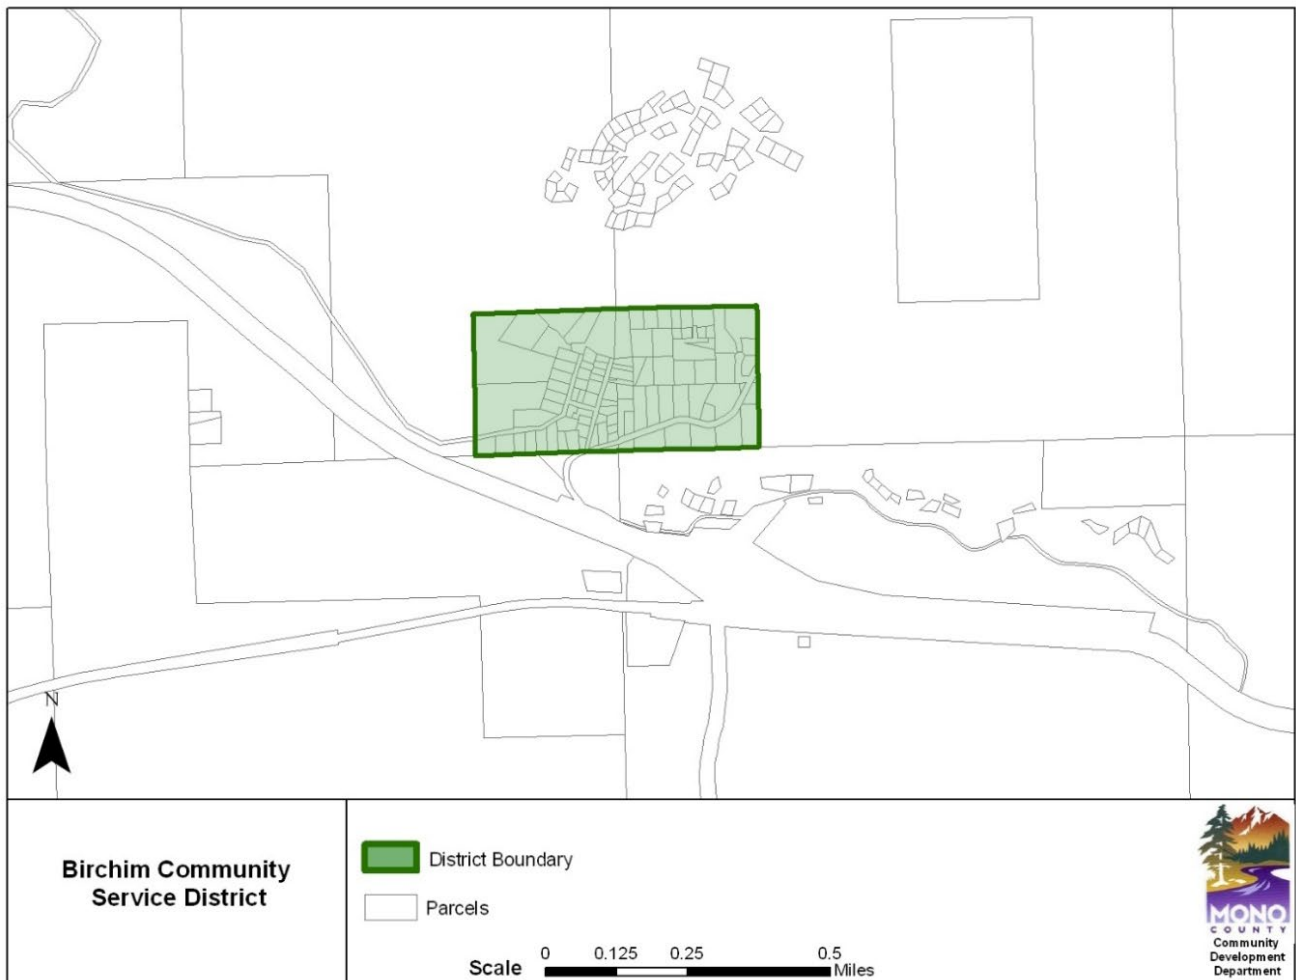 N
Birchim Community
Service District
District Boundary
Parcels
Scale
0 0.125 0.25 0.5
Miles
MONO
COUNTY
Community
Development
Department